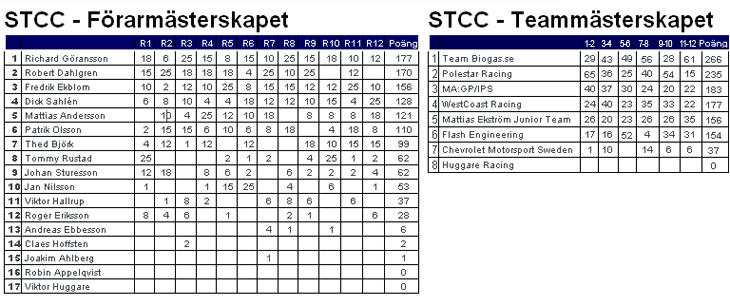 STCC - Förarmästerskapet
R1 R2 R3 R4 R5 R6 R7 R8 R9 R10 R11 R12 Poäng
1 Richard Göransson 18 6 25 15 8 15 10 25 15 18 10 12 177
2 Robert Dahlgren 15 25 18 18 18 4 25 10 25 12 170
3 Fredrik Ekblom 10 2 12 10 25 8 15 15 12 12 25 10 156
4 Dick Sahlén 6 8 10 4 4 18 12 12 10 15 4 25 128
5 Mattias Andersson 10 4 25 12 10 18 8 8 8 18 121
6 Patrik Olsson 2 15 15 6 10 6 8 18 4 18 8 110
7 Thed Björk 4 12 1 12 12 18 10 15 15 99
8 Tommy Rustad 25 2 1 2 4 25 1 2 62
9 Johan Sturesson 12 18 8 6 2 6 2 2 2 4 62
10 Jan Nilsson 1 1 15 25 4 6 1 53
11 Viktor Hallrup 1 8 2 6 8 6 6 37
12 Roger Eriksson 8 4 6 1 2 1 6 28
13 Andreas Ebbesson 4 1 1 6
14 Claes Hoffsten 2 2
15 Joakim Ahlberg 1 1
16 Robin Appelqvist 0
17 Viktor Huggare 0
STCC - Teammästerskapet
1-2 3-4 5-6 7-8 9-10 11-12 Poäng
1 Team Biogas.se 29 43 49 56 28 61 266
2 Polestar Racing 65 36 25 40 54 15 235
3 MA:GP/IPS 40 37 30 24 20 22 183
4 WestCoast Racing 24 40 23 35 33 22 177
5 Mattias Ekström Junior Team 26 20 23 26 26 35 156
6 Flash Engineering 17 16 52 4 34 31 154
7 Chevrolet Motorsport Sweden 1 10 14 6 6 37
8 Huggare Racing 0